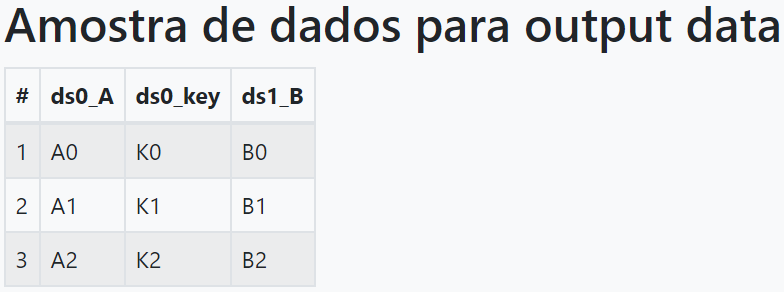 Amostra de dados para output data
# ds0_A ds0_key ds1_B
1 A0 K0 B0
2 A1 K1 B1
3 A2 K2 B2